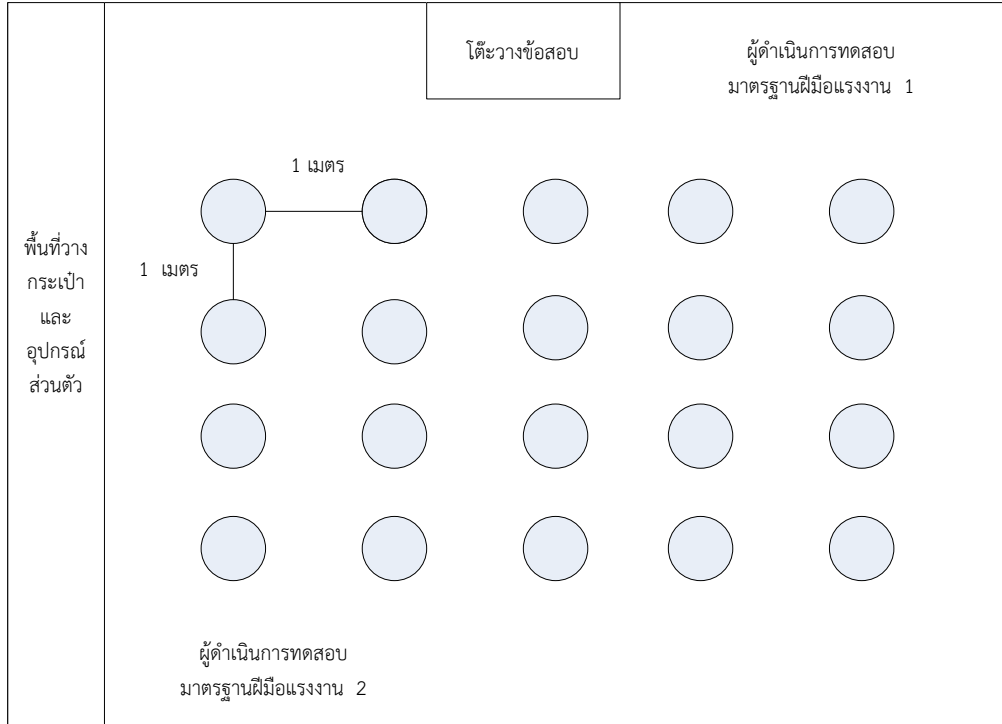 โต๊ะวางข้อสอบ
ผู้ดำเนินการทดสอบ
มาตรฐานฝีมือแรงงาน 1
1 เมตร
พื้นที่วาง
กระเป๋า
และ
อุปกรณ์
ส่วนตัว
1 เมตร
ผู้ดำเนินการทดสอบ
มาตรฐานฝีมือแรงงาน 2